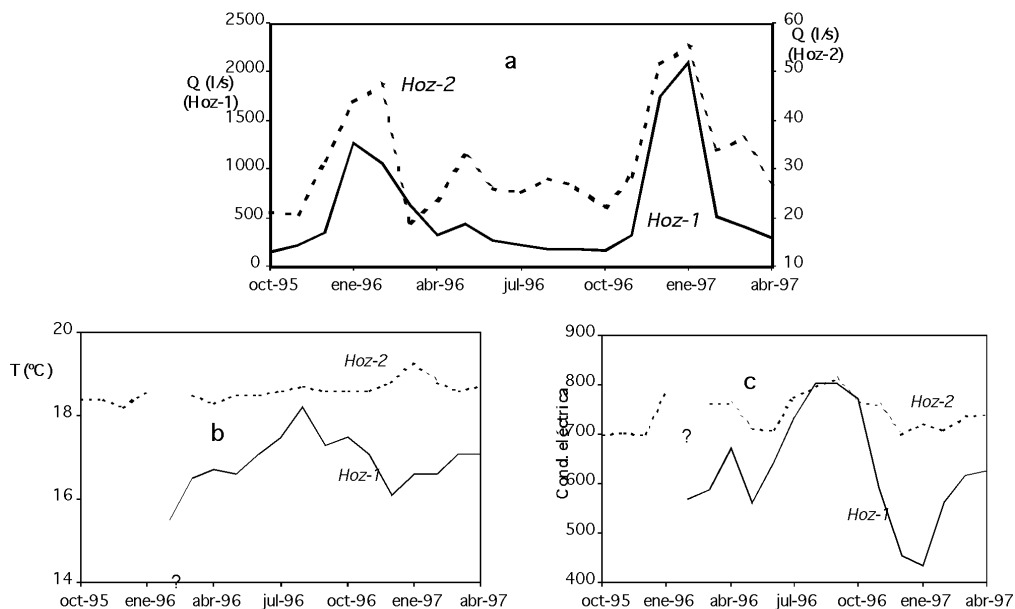 2500
2000
1500
1000
500
0
Q (l/s)
(Hoz-1)
a
Hoz-2
Hoz-1
60
50
40
30
20
10
Q (l/s)
(Hoz-2)
oct-95 ene-96 abr-96 jul-96 oct-96 ene-97 abr-97
20
18
16
14
T (ºC)
Hoz-2
b
Hoz-1
?
oct-95 ene-96 abr-96 jul-96 oct-96 ene-97 abr-97
900
800
700
600
500
400
Cond. eléctrica
c
Hoz-2
?
Hoz-1
oct-95 ene-96 abr-96 jul-96 oct-96 ene-97 abr-97